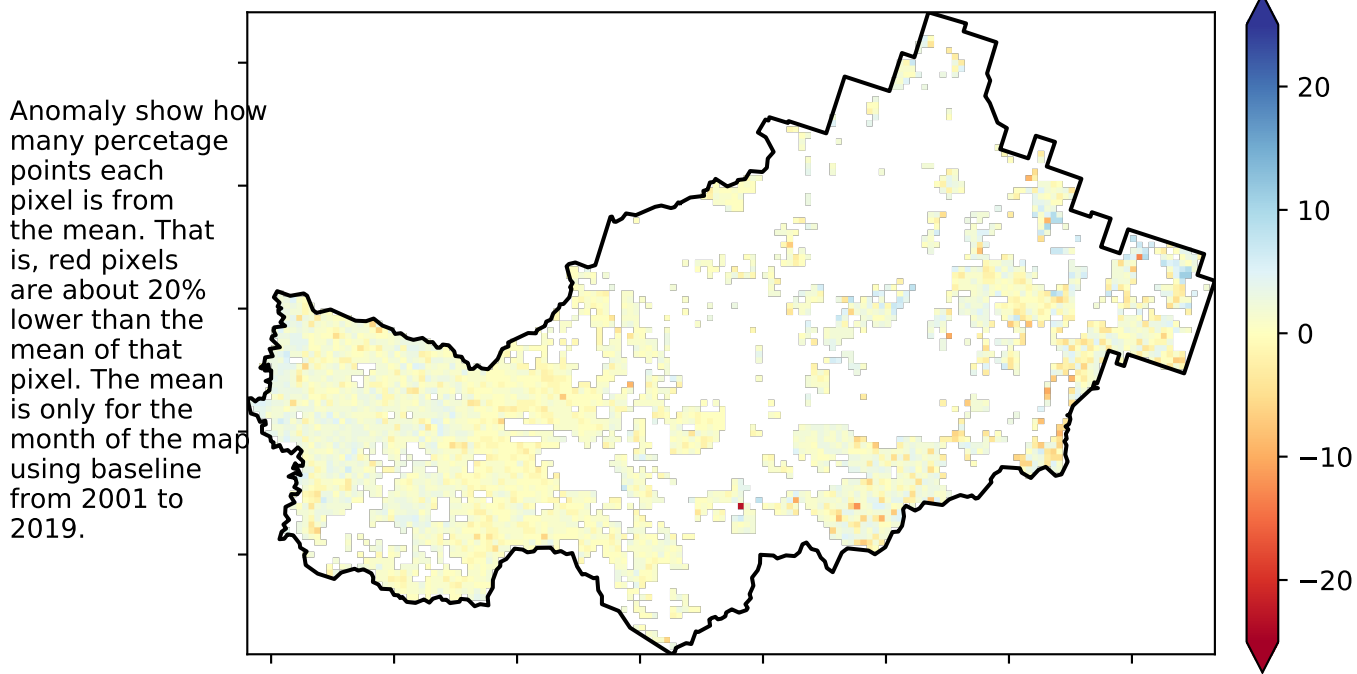 Anomaly show how
many percetage
points each
pixel is from
the mean. That
is, red pixels
are about 20%
lower than the
mean of that
pixel. The mean
is only for the
month of the map
using baseline
from 2001 to
2019.
20
10
0
−10
−20